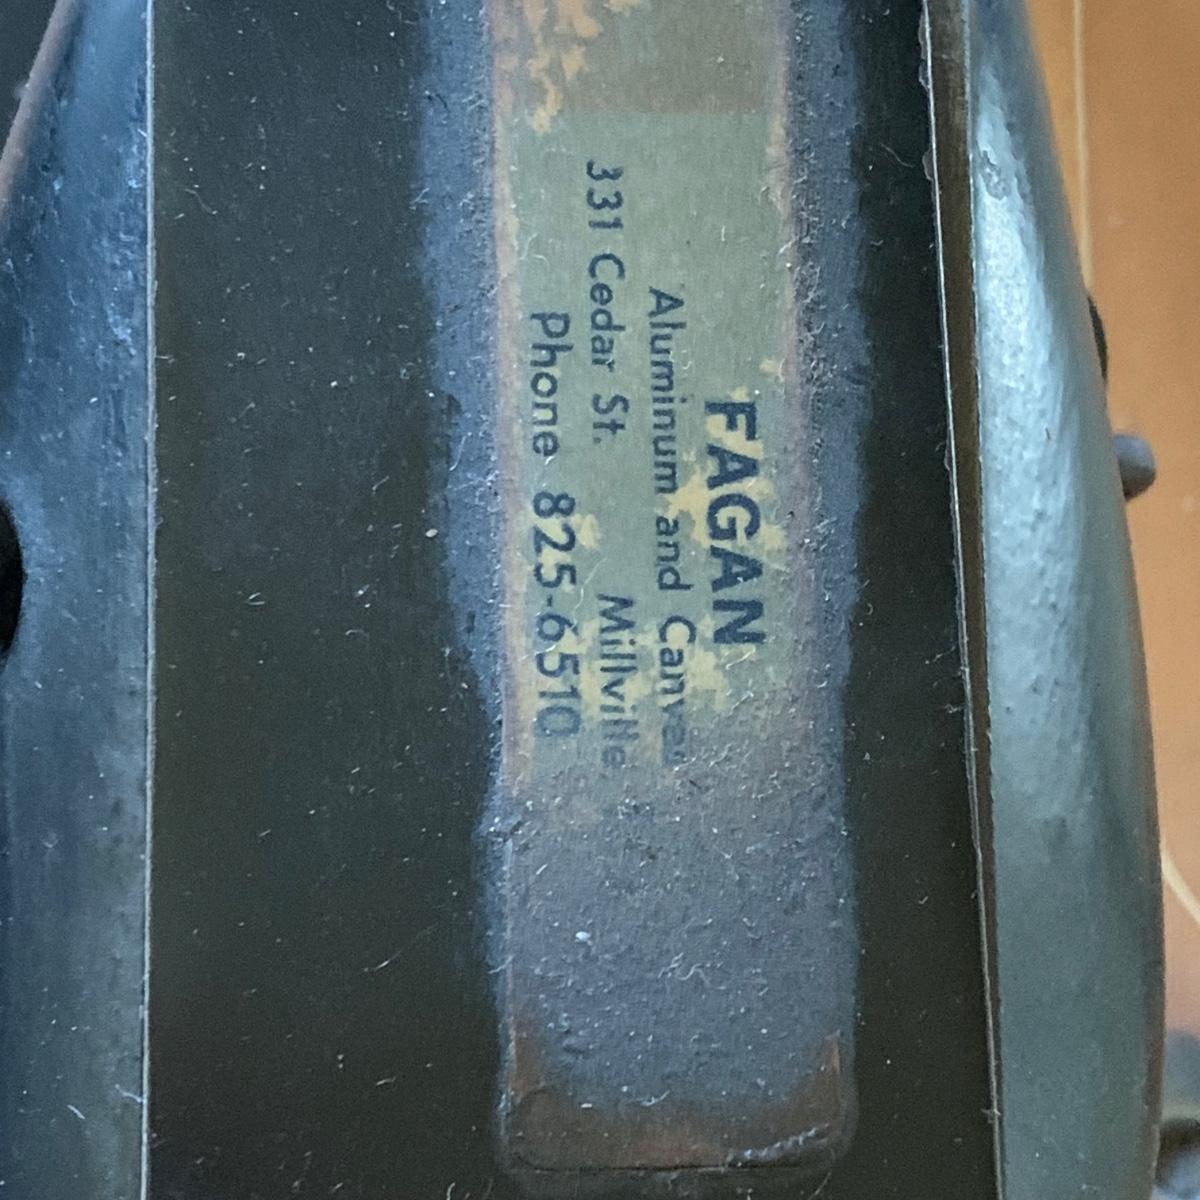 FAGAN
Aluminum and Canvas
331 Cedar St. Millville
Phone 825-6510